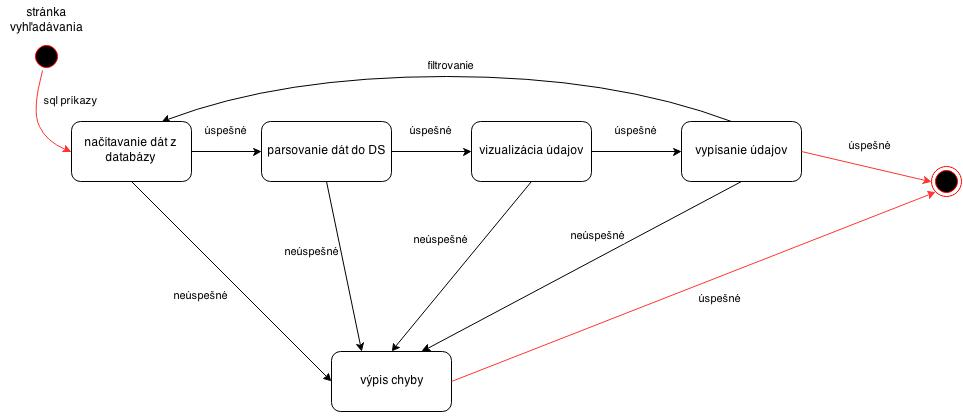 stránka
vyhľadávania
filtrovanie
sql príkazy
načítavanie dát z
databázy
úspešné
parsovanie dát do DS
úspešné
vizualizácia údajov
úspešné
vypísanie údajov
úspešné
neúspešné
neúspešné
neúspešné
neúspešné
úspešné
výpis chyby